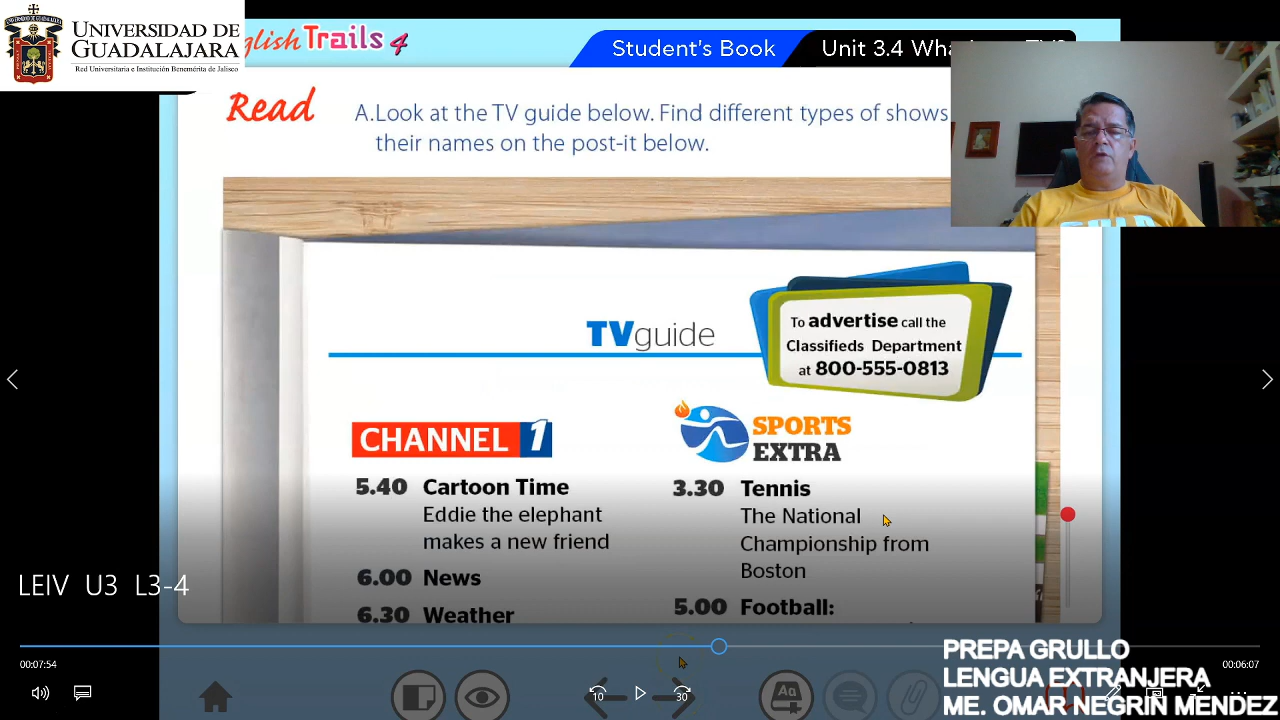 UNIVERSIDAD DE
GUADALAJARA
Red Universitaria e Institución Benemérita de Jalisco
glish Trails 4
Student's Book
Unit 3.4
Read
A.Look at the TV guide below. Find different types of shows
their names on the post-it below.
TVguide
To advertise call the
Classifieds Department
at 800-555-0813
CHANNEL 1
5.40 Cartoon Time
Eddie the elephant
makes a new friend
6.00 News
6.30 Weather
SPORTS
EXTRA
3.30 Tennis
The National
Championship from
Boston
5.00 Football:
LEIV U3 L3-4
00:07:54
00:06:07
10
30
Aa
PREPA GRULLO
LENGUA EXTRANJERA
ME. OMAR NEGRIN MENDEZ